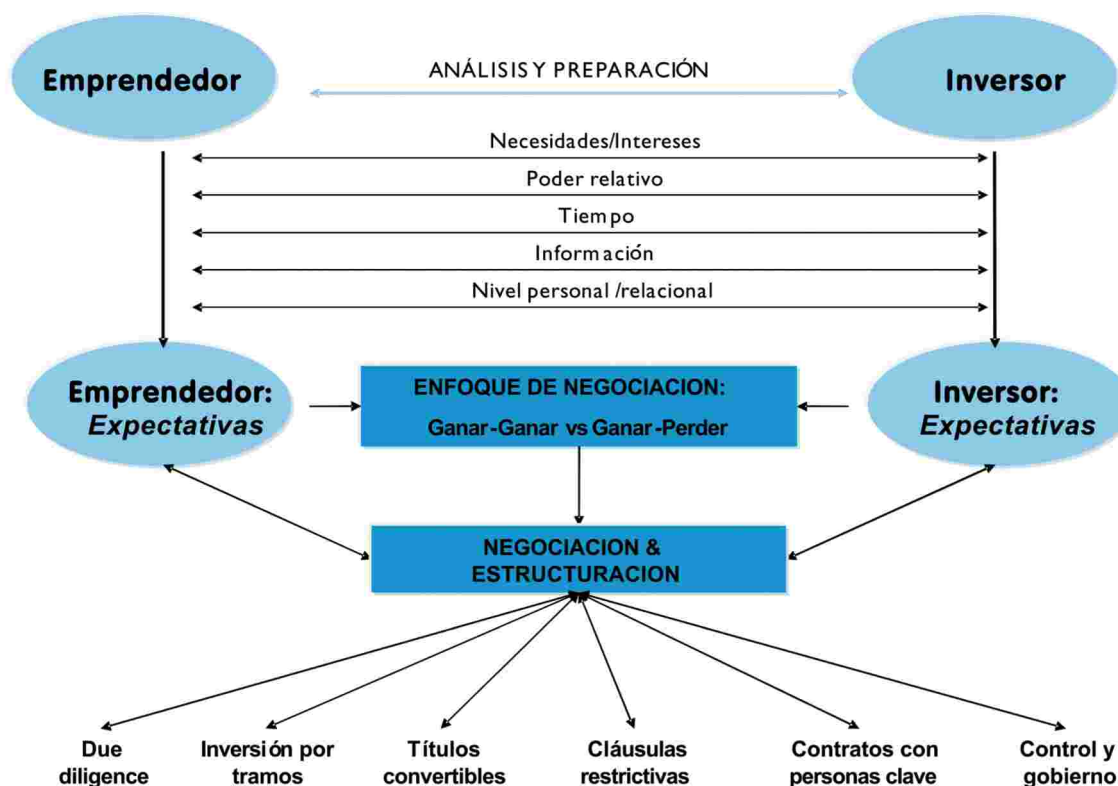 Emprendedor
ANÁLISIS Y PREPARACIÓN
Inversor
Necesidades/Intereses
Poder relativo
Tiempo
Información
Nivel personal /relacional
Emprendedor:
Expectativas
ENFOQUE DE NEGOCIACION:
Ganar-Ganar vs Ganar-Perder
Inversor:
Expectativas
NEGOCIACION &
ESTRUCTURACION
Due
diligence
Inversión por
tramos
Títulos
convertibles
Cláusulas
restrictivas
Contratos con
personas clave
Control y
gobierno